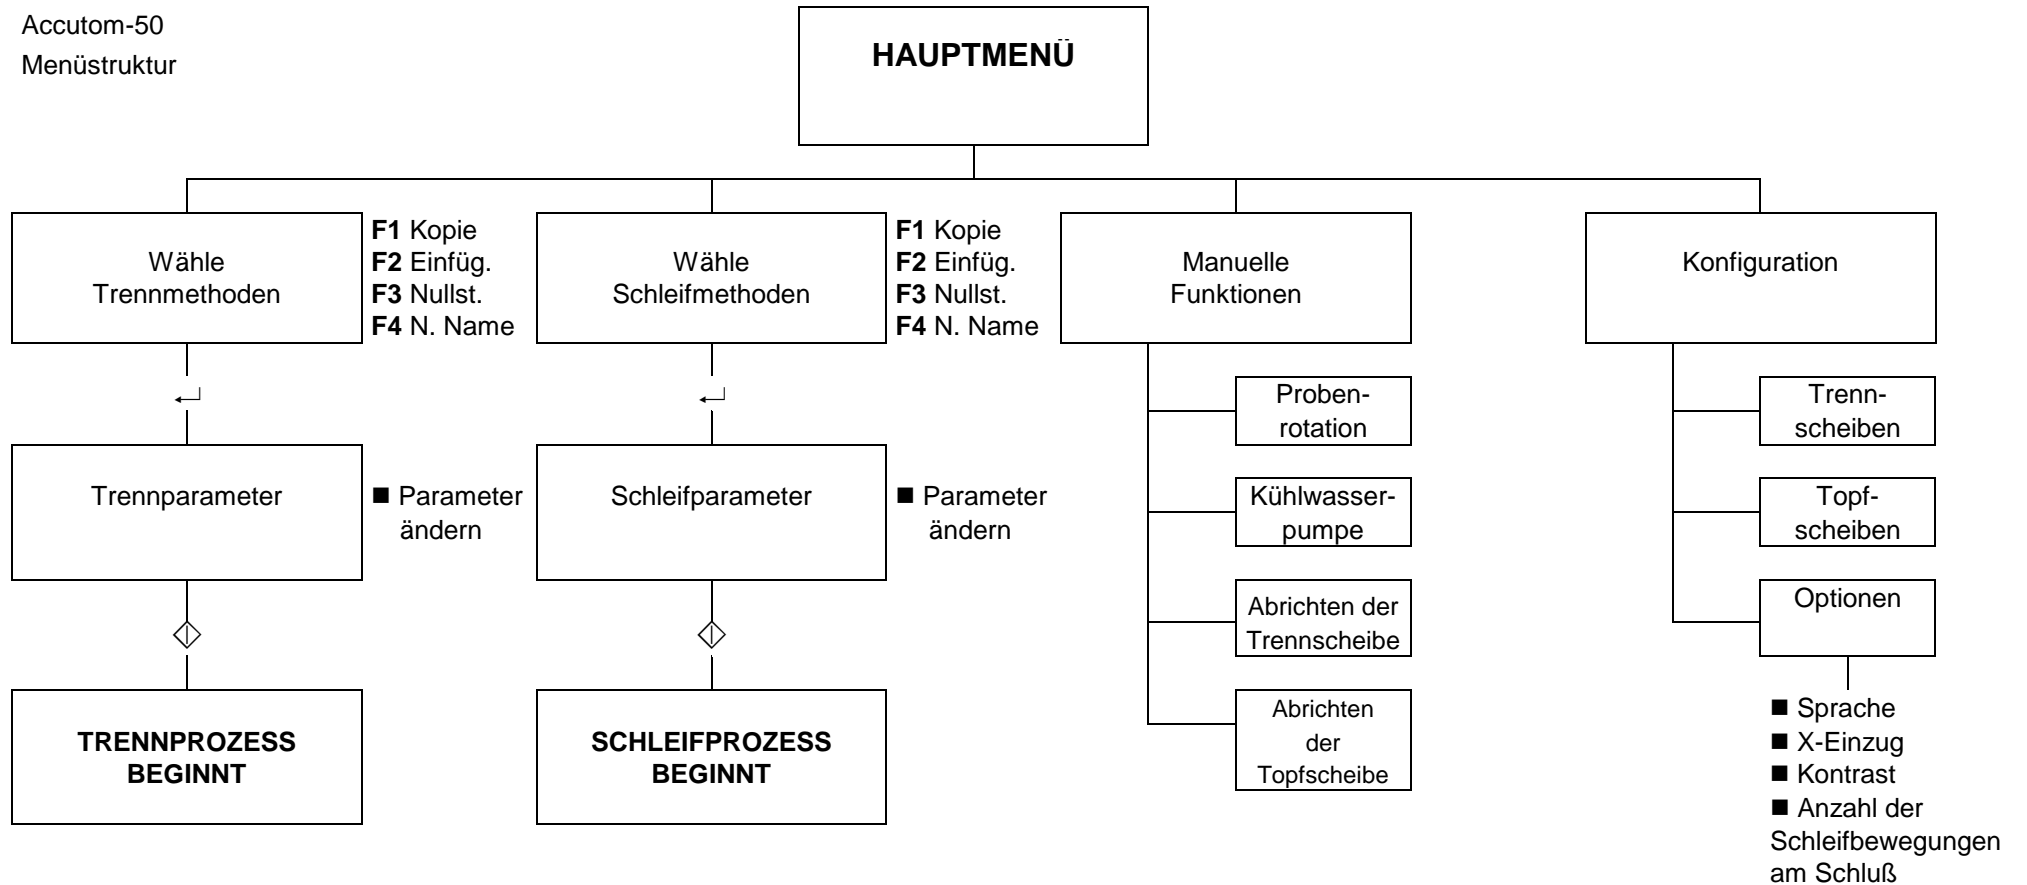 Accutom-50
Menüstruktur
HAUPTMENÜ
Wähle
Trennmethoden
F1 Kopie
F2 Einfüg.
F3 Nullst.
F4 N. Name
Wähle
Schleifmethoden
F1 Kopie
F2 Einfüg.
F3 Nullst.
F4 N. Name
Manuelle
Funktionen
Konfiguration
Trennparameter
■ Parameter
ändern
Schleifparameter
■ Parameter
ändern
TRENNPROZESS
BEGINNT
SCHLEIFPROZESS
BEGINNT
Proben-
rotation
Kühlwasser-
pumpe
Abrichten der
Trennscheibe
Abrichten
der
Topfscheibe
Trenn-
scheiben
Topf-
scheiben
Optionen
■ Sprache
■ X-Einzug
■ Kontrast
■ Anzahl der
Schleifbewegungen
am Schluß